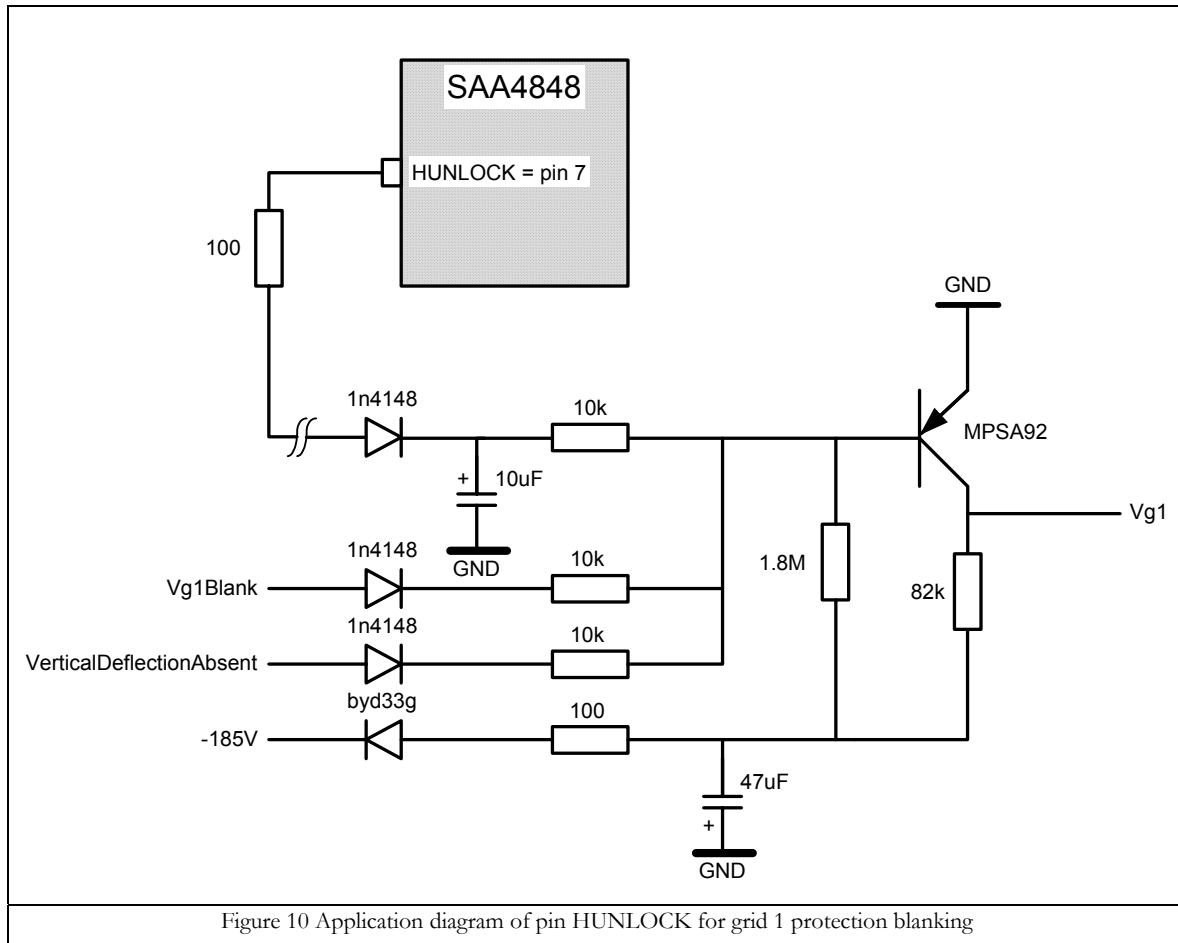 SAA4848
HUNLOCK = pin 7
100
GND
1n4148
10k
MPSA92
+
10uF
Vg1
GND
1n4148
1.8M
Vg1Blank
10k
82k
1n4148
VerticalDeflectionAbsent
10k
byd33g
100
-185V
47uF
+
GND
Figure 10 Application diagram of pin HUNLOCK for grid 1 protection blanking